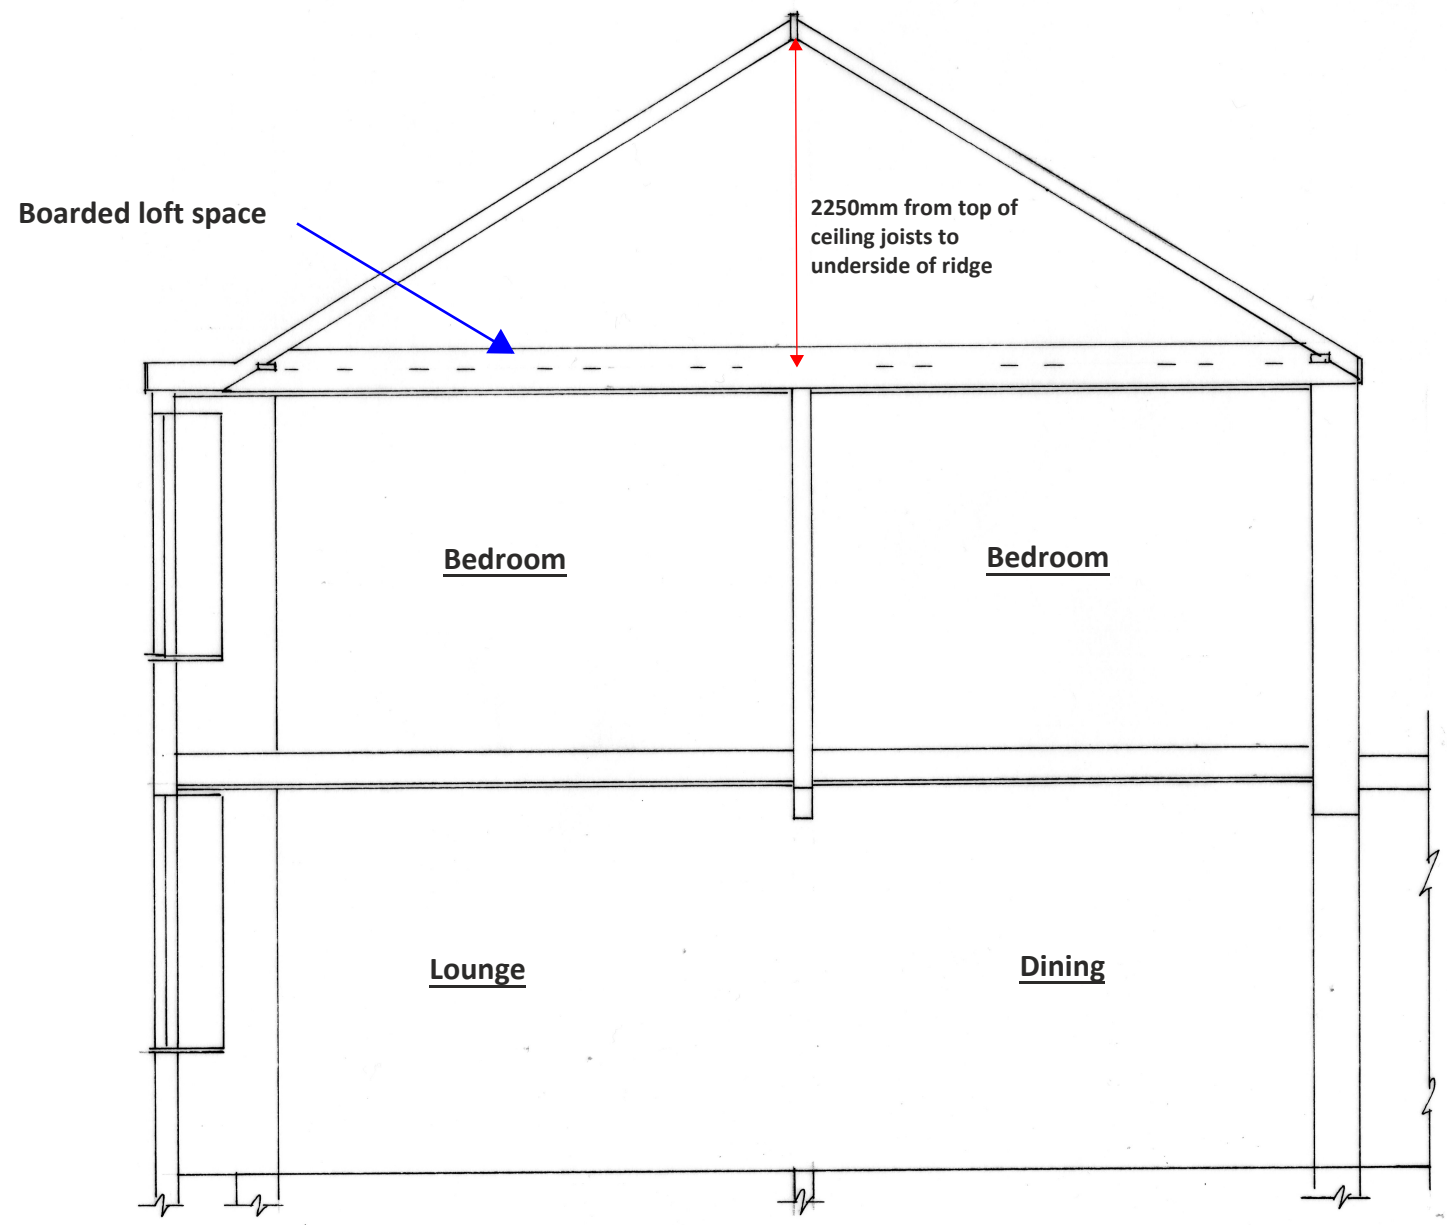 Boarded loft space
2250mm from top of
ceiling joists to
underside of ridge
Bedroom
Bedroom
Lounge
Dining